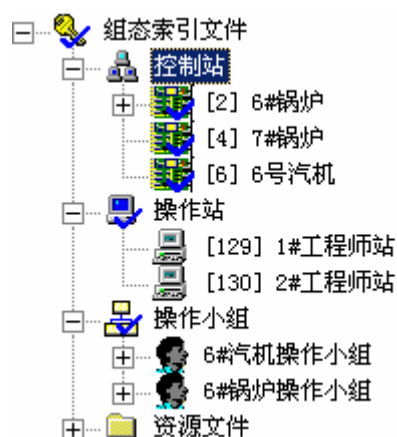 组态索引文件
控制站
[2] 6#锅炉
[4] 7#锅炉
[6] 6号汽机
操作站
[129] 1#工程师站
[130] 2#工程师站
操作小组
6#汽机操作小组
6#锅炉操作小组
资源文件